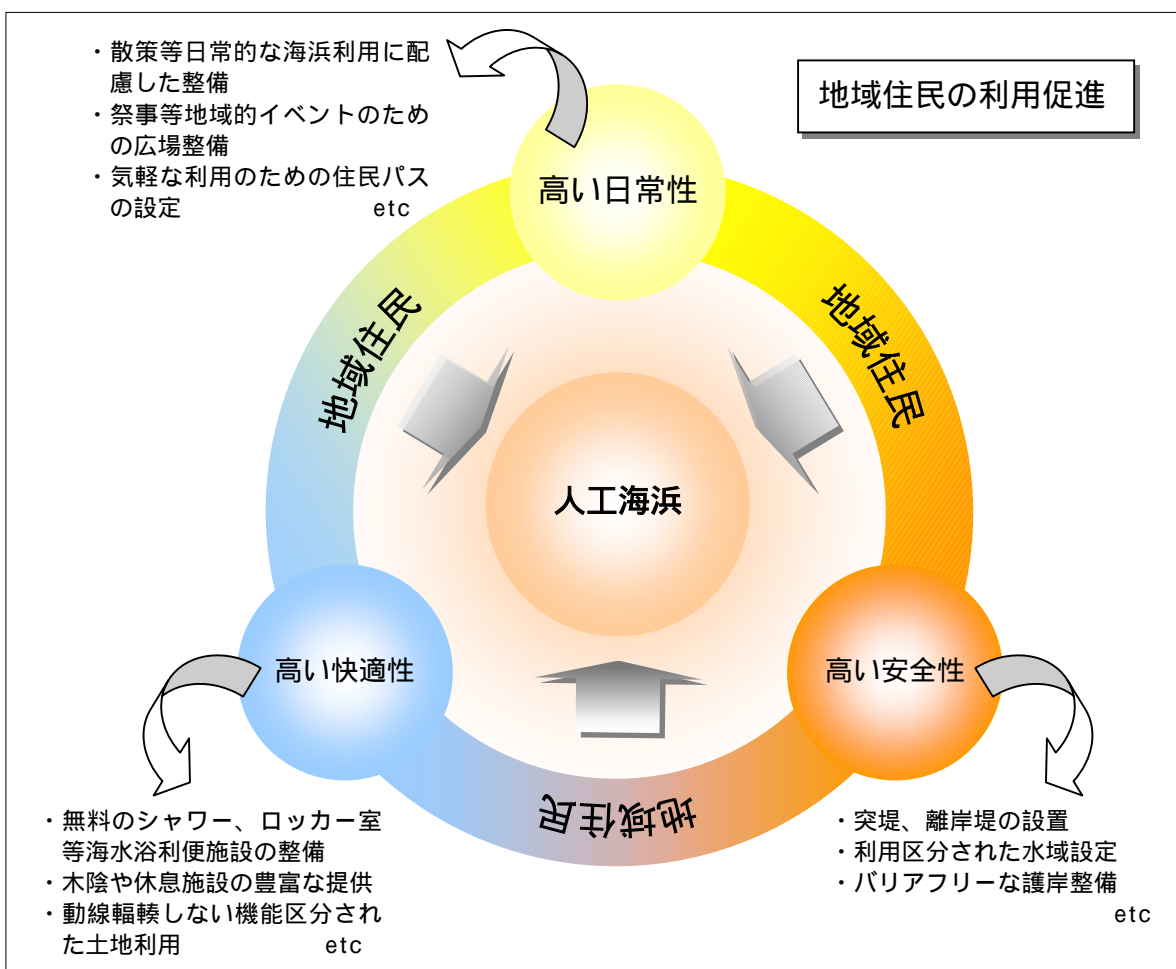 地域住民の利用促進
・散策等日常的な海浜利用に配
慮した整備
・祭事等地域的イベントのため
の広場整備
・気軽な利用のための住民パス
の設定 etc
高い日常性
地域住民
地域住民
人工海浜
高い快適性
高い安全性
地域住民
・無料のシャワー、ロッカー室
等海水浴利便施設の整備
・木陰や休息施設の豊富な提供
・動線輻輳しない機能区分され
た土地利用 etc
・突堤、離岸堤の設置
・利用区分された水域設定
・バリアフリーな護岸整備
etc